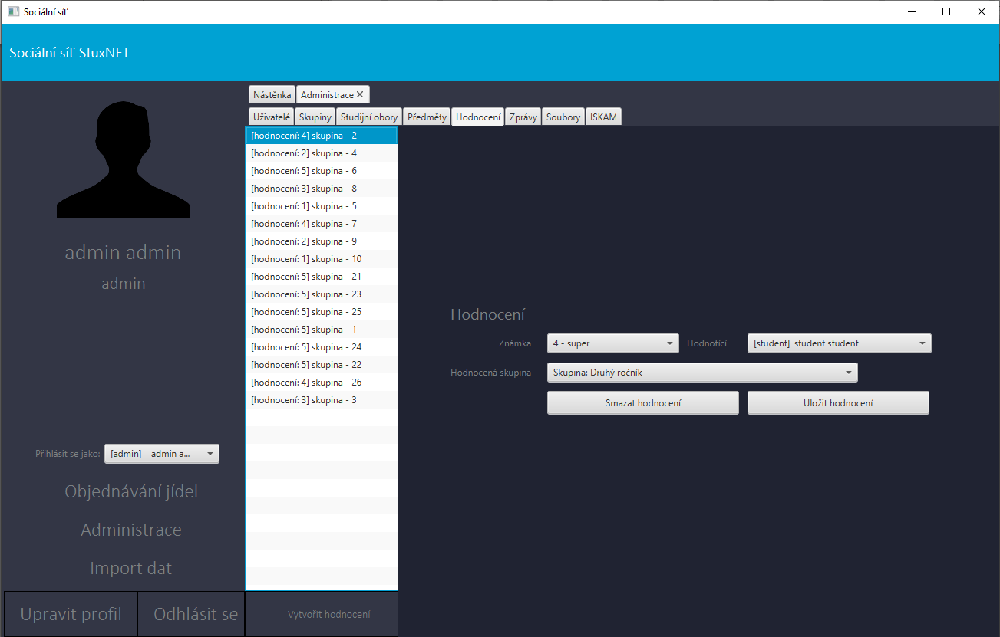 Sociální síť
Sociální síť StuxNET
admin admin
admin
Přihlásit se jako: [admin] admin a...
Objednávání jídel
Administrace
Import dat
Upravit profil Odhlásit se
Nástěnka Administrace
Uživatelé Skupiny Studijní obory Předměty Hodnocení Zprávy Soubory ISKAM
[hodnocení: 4] skupina - 2
[hodnocení: 2] skupina - 4
[hodnocení: 5] skupina - 6
[hodnocení: 3] skupina - 8
[hodnocení: 1] skupina - 5
[hodnocení: 4] skupina - 7
[hodnocení: 2] skupina - 9
[hodnocení: 1] skupina - 10
[hodnocení: 5] skupina - 21
[hodnocení: 5] skupina - 23
[hodnocení: 5] skupina - 25
[hodnocení: 5] skupina - 1
[hodnocení: 5] skupina - 24
[hodnocení: 5] skupina - 22
[hodnocení: 4] skupina - 26
[hodnocení: 3] skupina - 3
Vytvořit hodnocení
Hodnocení
Známka 4 - super Hodnotící [student] student student
Hodnocená skupina Skupina: Druhý ročník
Smazat hodnocení Uložit hodnocení